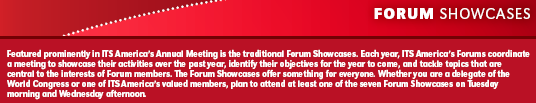 FORUM SHOWCASES
Featured prominently in ITS America's Annual Meeting is the traditional Forum Showcases. Each year, ITS America's Forums coordinate
a meeting to showcase their activities over the past year, identify their objectives for the year to come, and tackle topics that are
central to the interests of Forum members. The Forum Showcases offer something for everyone. Whether you are a delegate of the
World Congress or one of ITS America's valued members, plan to attend at least one of the seven Forum Showcases on Tuesday
morning and Wednesday afternoon.